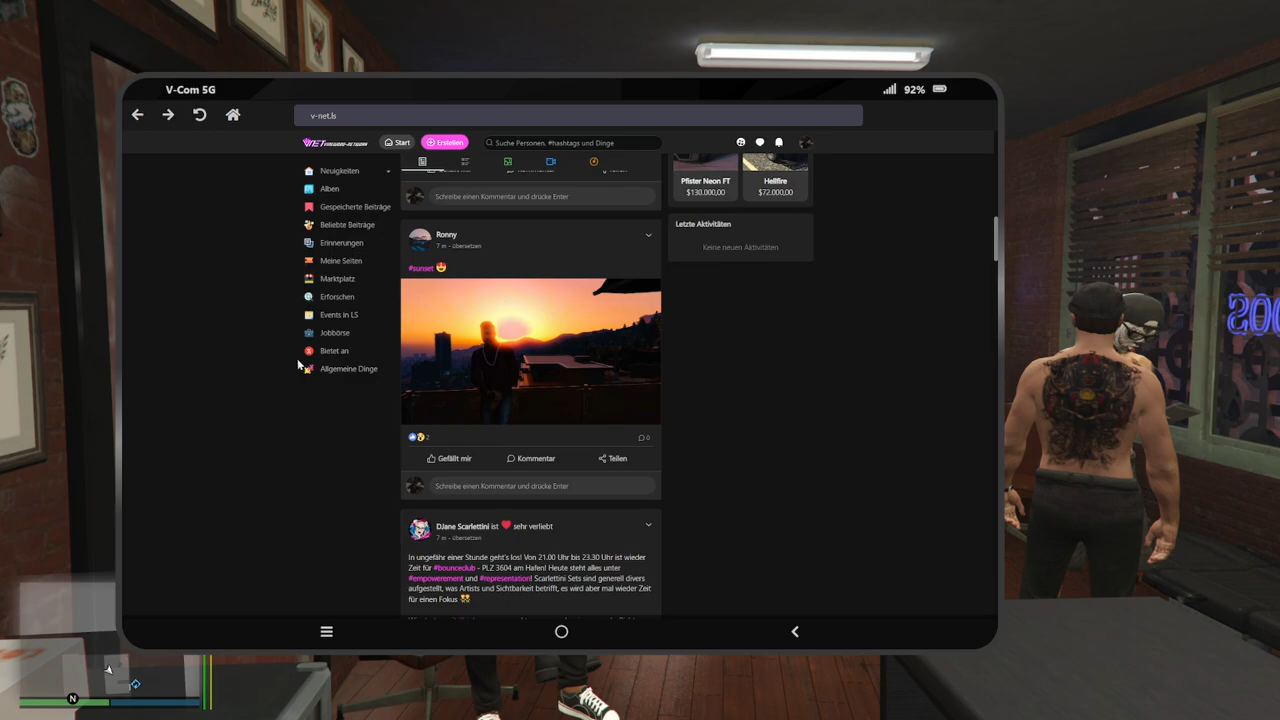 V-Com 5G
92%
v-net.ls
VNET FIREWORD-NETWORK
Start
Erstellen
Suche Personen, #hashtags und Dinge
Neuigkeiten
Alben
Gespeicherte Beiträge
Beliebte Beiträge
Erinnerungen
Meine Seiten
Marktplatz
Erforschen
Events in LS
Jobbörse
Bietet an
Allgemeine Dinge
Schreibe einen Kommentar und drücke Enter
Ronny
7 m - übersetzen
#sunset
2
0
Gefällt mir
Kommentar
Teilen
Schreibe einen Kommentar und drücke Enter
DJane Scarlettini ist sehr verliebt
7 m - übersetzen
In ungefähr einer Stunde geht's los! Von 21.00 Uhr bis 23.30 Uhr ist wieder
Zeit für #bounceclub - PLZ 3604 am Hafen! Heute steht alles unter
#empowerement und #representation! Scarlettini Sets sind generell divers
aufgestellt, was Artists und Sichtbarkeit betrifft, es wird aber mal wieder Zeit
für einen Fokus
Pfister Neon FT
$130.000,00
Hellfire
$72.000,00
Letzte Aktivitäten
Keine neuen Aktivitäten
N